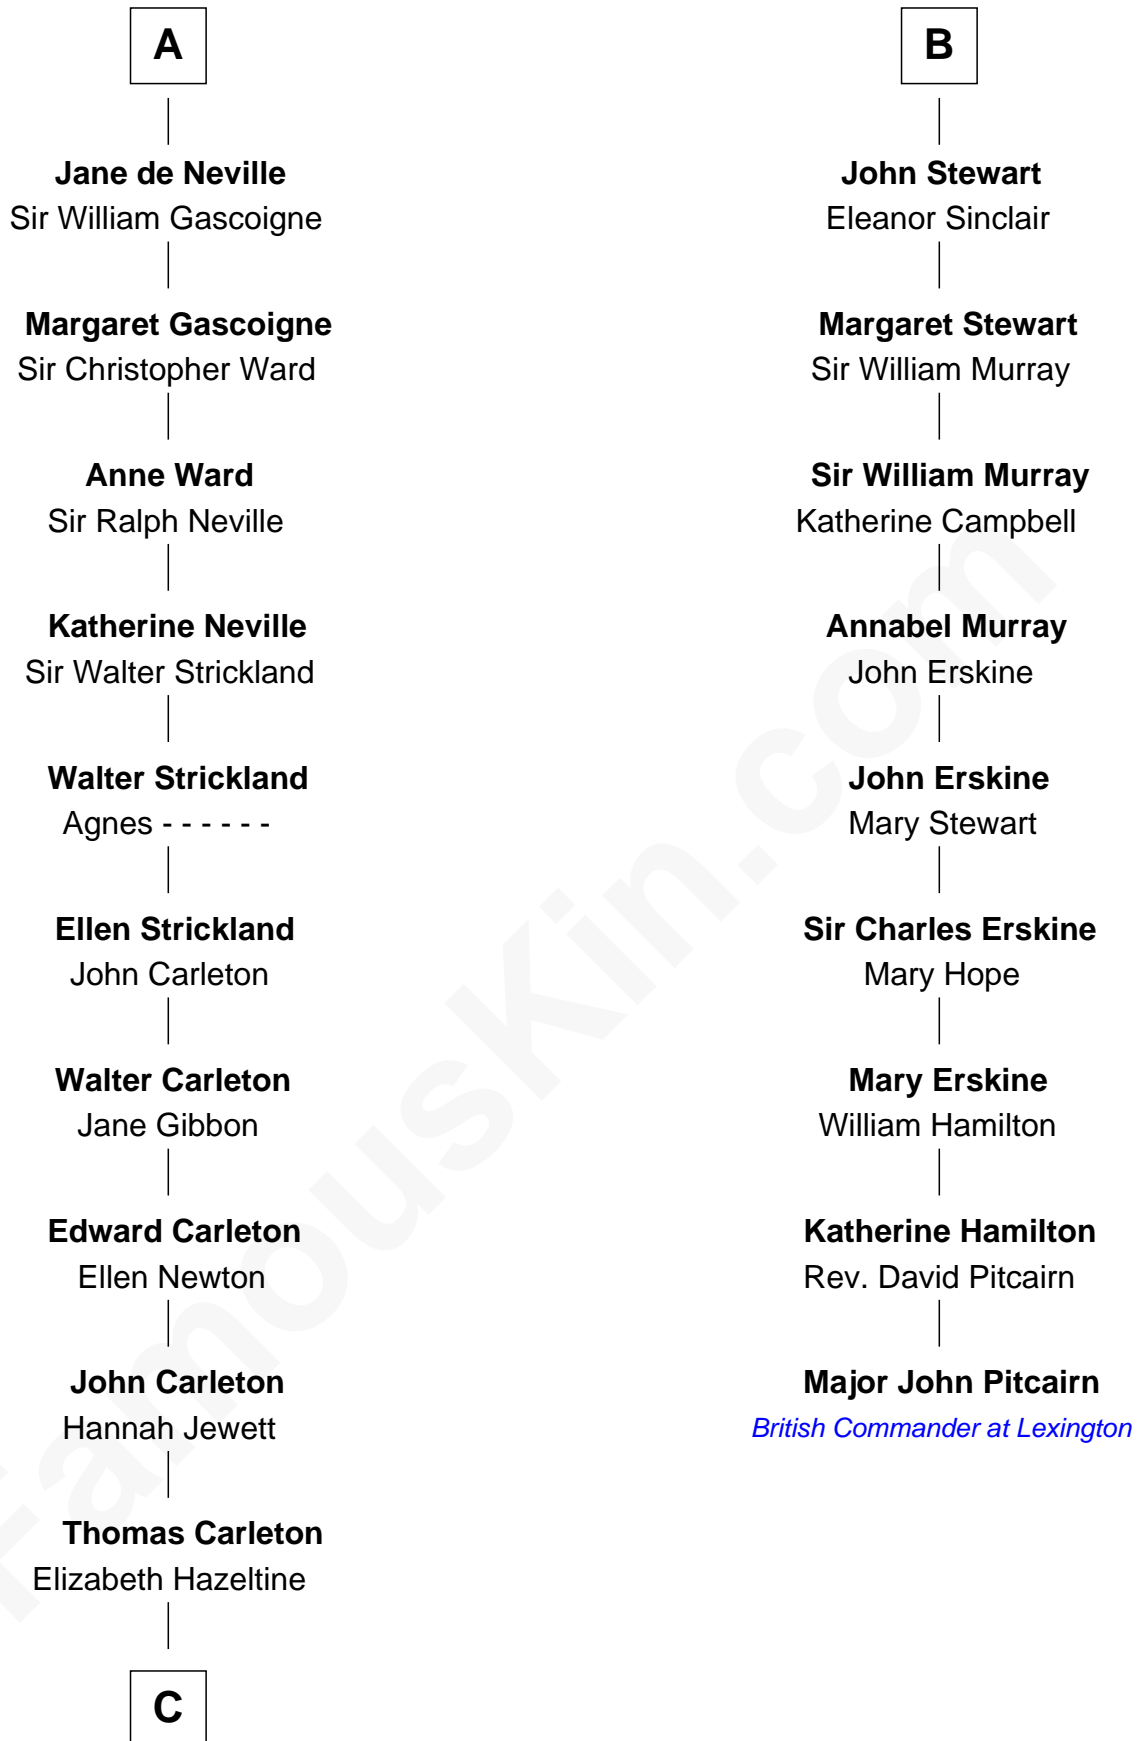 A
Jane de Neville
Sir William Gascoigne
Margaret Gascoigne
Sir Christopher Ward
Anne Ward
Sir Ralph Neville
Katherine Neville
Sir Walter Strickland
Walter Strickland
Agnes - - - - - -
Ellen Strickland
John Carleton
Walter Carleton
Jane Gibbon
Edward Carleton
Ellen Newton
John Carleton
Hannah Jewett
Thomas Carleton
Elizabeth Hazeltine
C
B
John Stewart
Eleanor Sinclair
Margaret Stewart
Sir William Murray
Sir William Murray
Katherine Campbell
Annabel Murray
John Erskine
John Erskine
Mary Stewart
Sir Charles Erskine
Mary Hope
Mary Erskine
William Hamilton
Katherine Hamilton
Rev. David Pitcairn
Major John Pitcairn
British Commander at Lexington
FamousKin.com